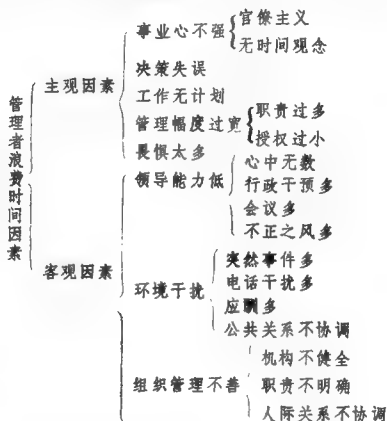 管理者浪费时间因素
主观因素
事业心不强
官僚主义
无时间观念
决策失误
工作无计划
管理幅度过宽
职责过多
授权过小
畏惧太多
领导能力低
心中无数
行政干预多
会议多
不正之风多
客观因素
环境干扰
突然事件多
电话干扰多
应酬多
公共关系不协调
组织管理不善
机构不健全
职责不明确
人际关系不协调